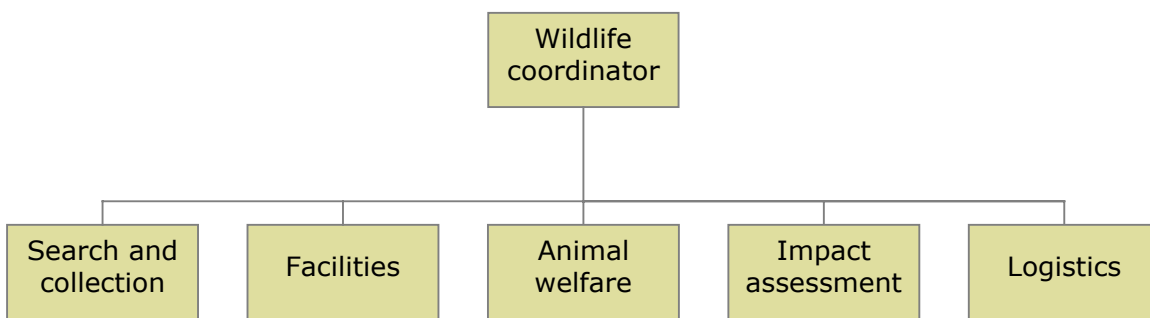 Wildlife
coordinator
Search and
collection
Facilities
Animal
welfare
Impact
assessment
Logistics